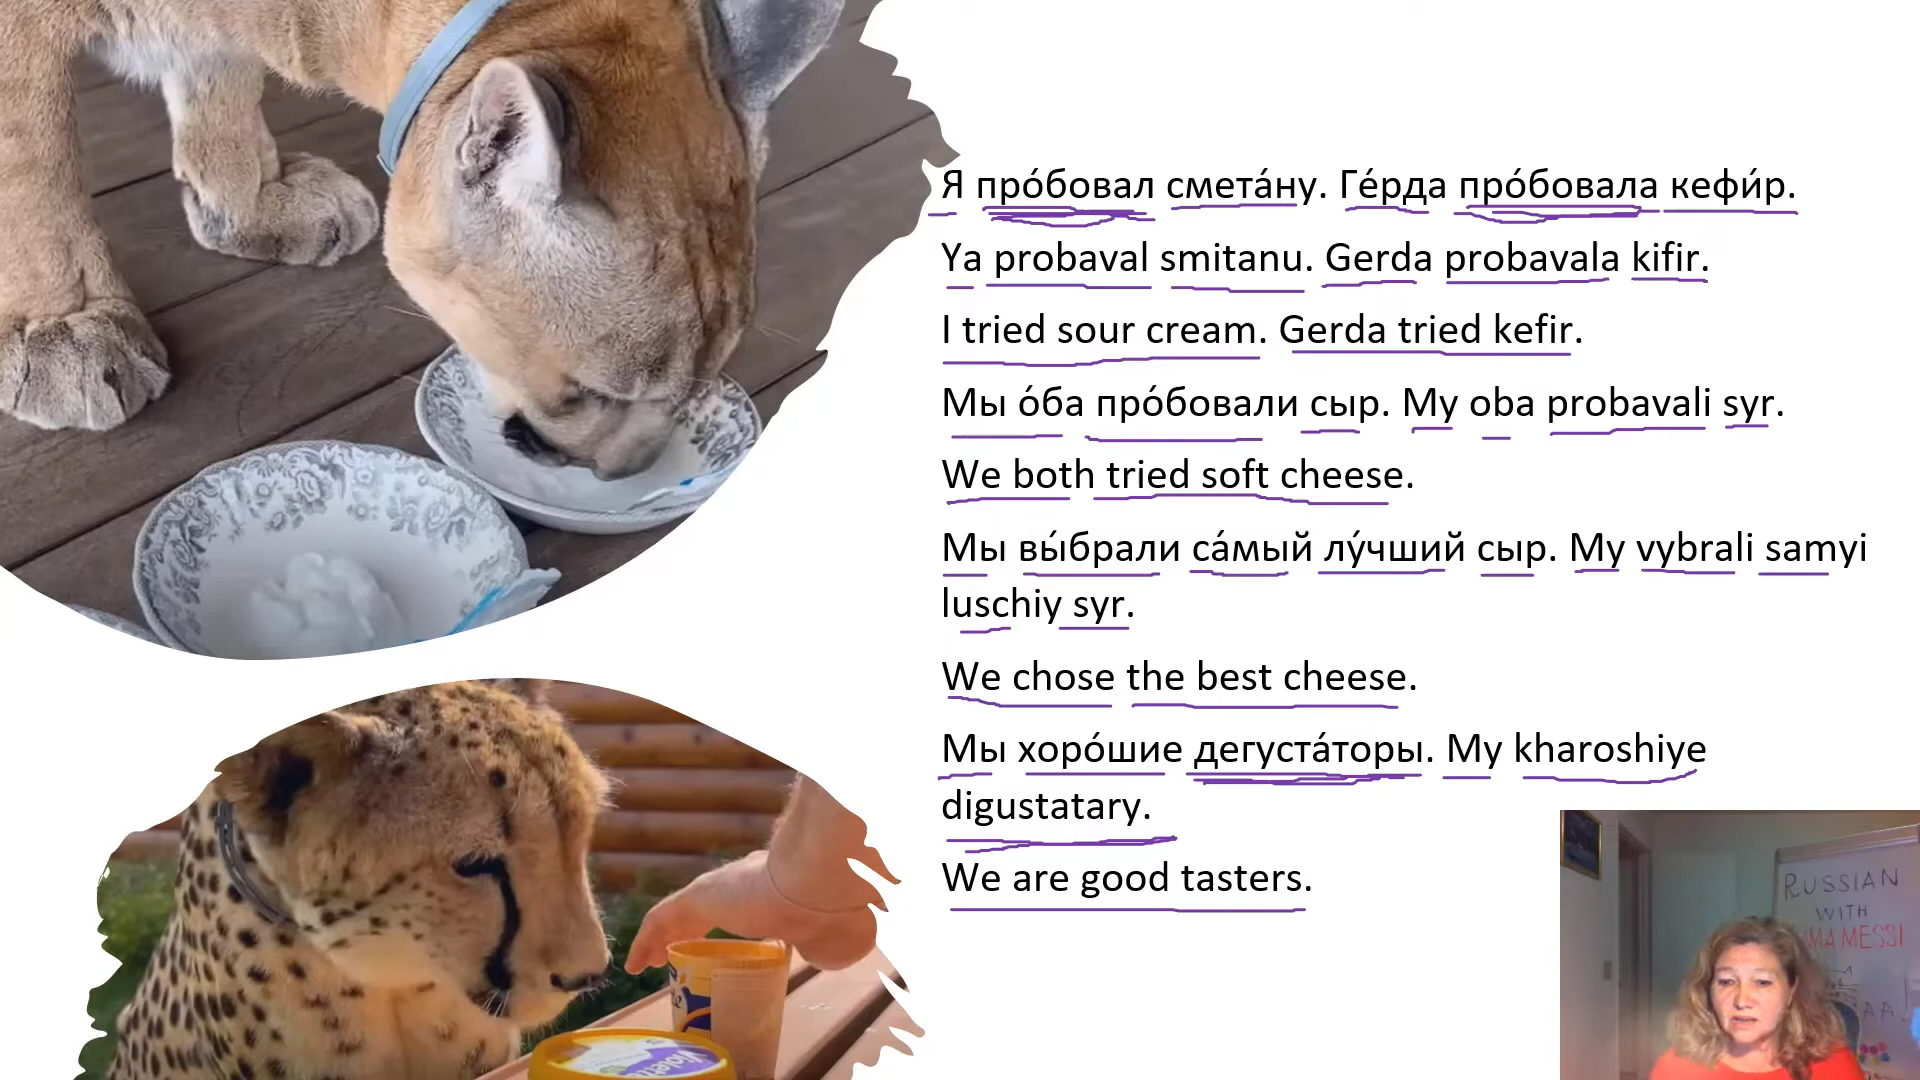 Я про́бовал смета́ну. Ге́рда про́бовала кефи́р.
Ya probaval smitanu. Gerda probavala kifir.
I tried sour cream. Gerda tried kefir.
Мы о́ба про́бовали сыр. My oba probavali syr.
We both tried soft cheese.
Мы вы́брали са́мый лу́чший сыр. My vybrali samyi
luschiy syr.
We chose the best cheese.
Мы хоро́шие дегуста́торы. My kharoshiye
digustatary.
We are good tasters.
RUSSIAN
WITH
MESSI
Violette